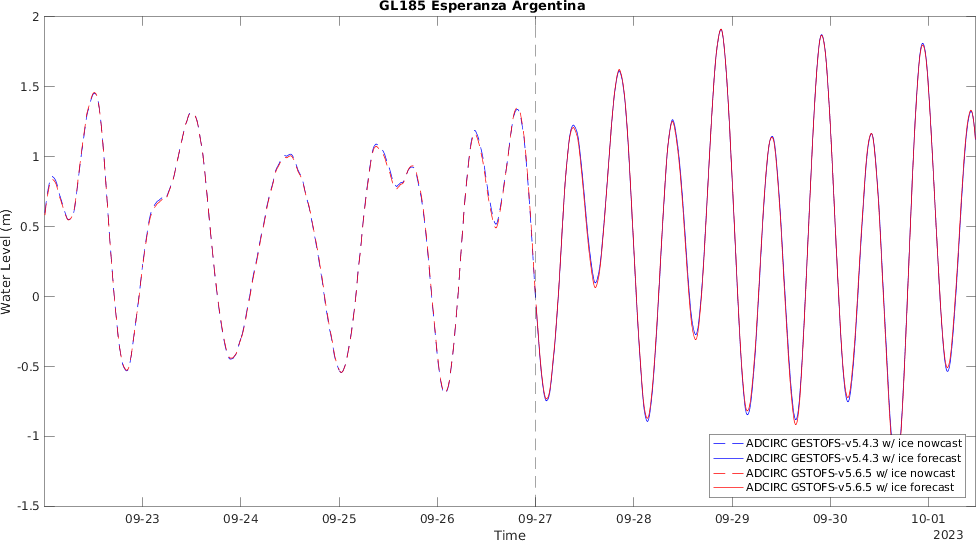 GL185 Esperanza Argentina
2
1.5
1
0.5
0
-0.5
-1
-1.5
Water Level (m)
ADCIRC GESTOFS-v5.4.3 w/ ice nowcast
ADCIRC GESTOFS-v5.4.3 w/ ice forecast
ADCIRC GSTOFS-v5.6.5 w/ ice nowcast
ADCIRC GSTOFS-v5.6.5 w/ ice forecast
09-23 09-24 09-25 09-26 09-27 09-28 09-29 09-30 10-01
Time
2023